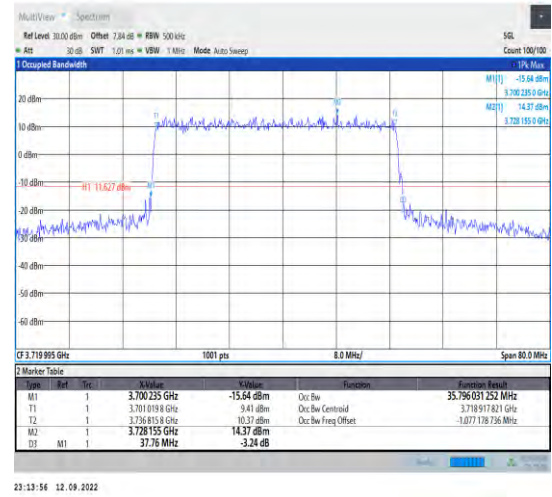 MultiView Spectrum
Ref Level 30.00 dBm Offset 7.84 dB RBW 500 kHz SGL
Att 30 dB SWT 1.01 ms VBW 1 MHz Mode Auto Sweep Count 100/100
1 Occupied Bandwidth 1Pk Max
M1[1] -15.64 dBm
3.700 235 0 GHz
M2[1] 14.37 dBm
3.728 155 0 GHz
20 dBm
10 dBm
0 dBm
-10 dBm
H1 -11.627 dBm M1
-20 dBm
-30 dBm
-40 dBm
-50 dBm
-60 dBm
T1
T2
CF 3.719 995 GHz 1001 pts 8.0 MHz/ Span 80.0 MHz
2 Marker Table
Type Ref Trc X-Value Y-Value Function Function Result
M1 1 3.700 235 GHz -15.64 dBm Occ Bw 35.796 031 252 MHz
T1 1 3.701 019 8 GHz 9.41 dBm Occ Bw Centroid 3.718 917 821 GHz
T2 1 3.736 815 8 GHz 10.37 dBm Occ Bw Freq Offset -1.077 178 736 MHz
M2 1 3.728 155 GHz 14.37 dBm
D3 M1 1 37.76 MHz -3.24 dB
23:13:56 12.09.2022